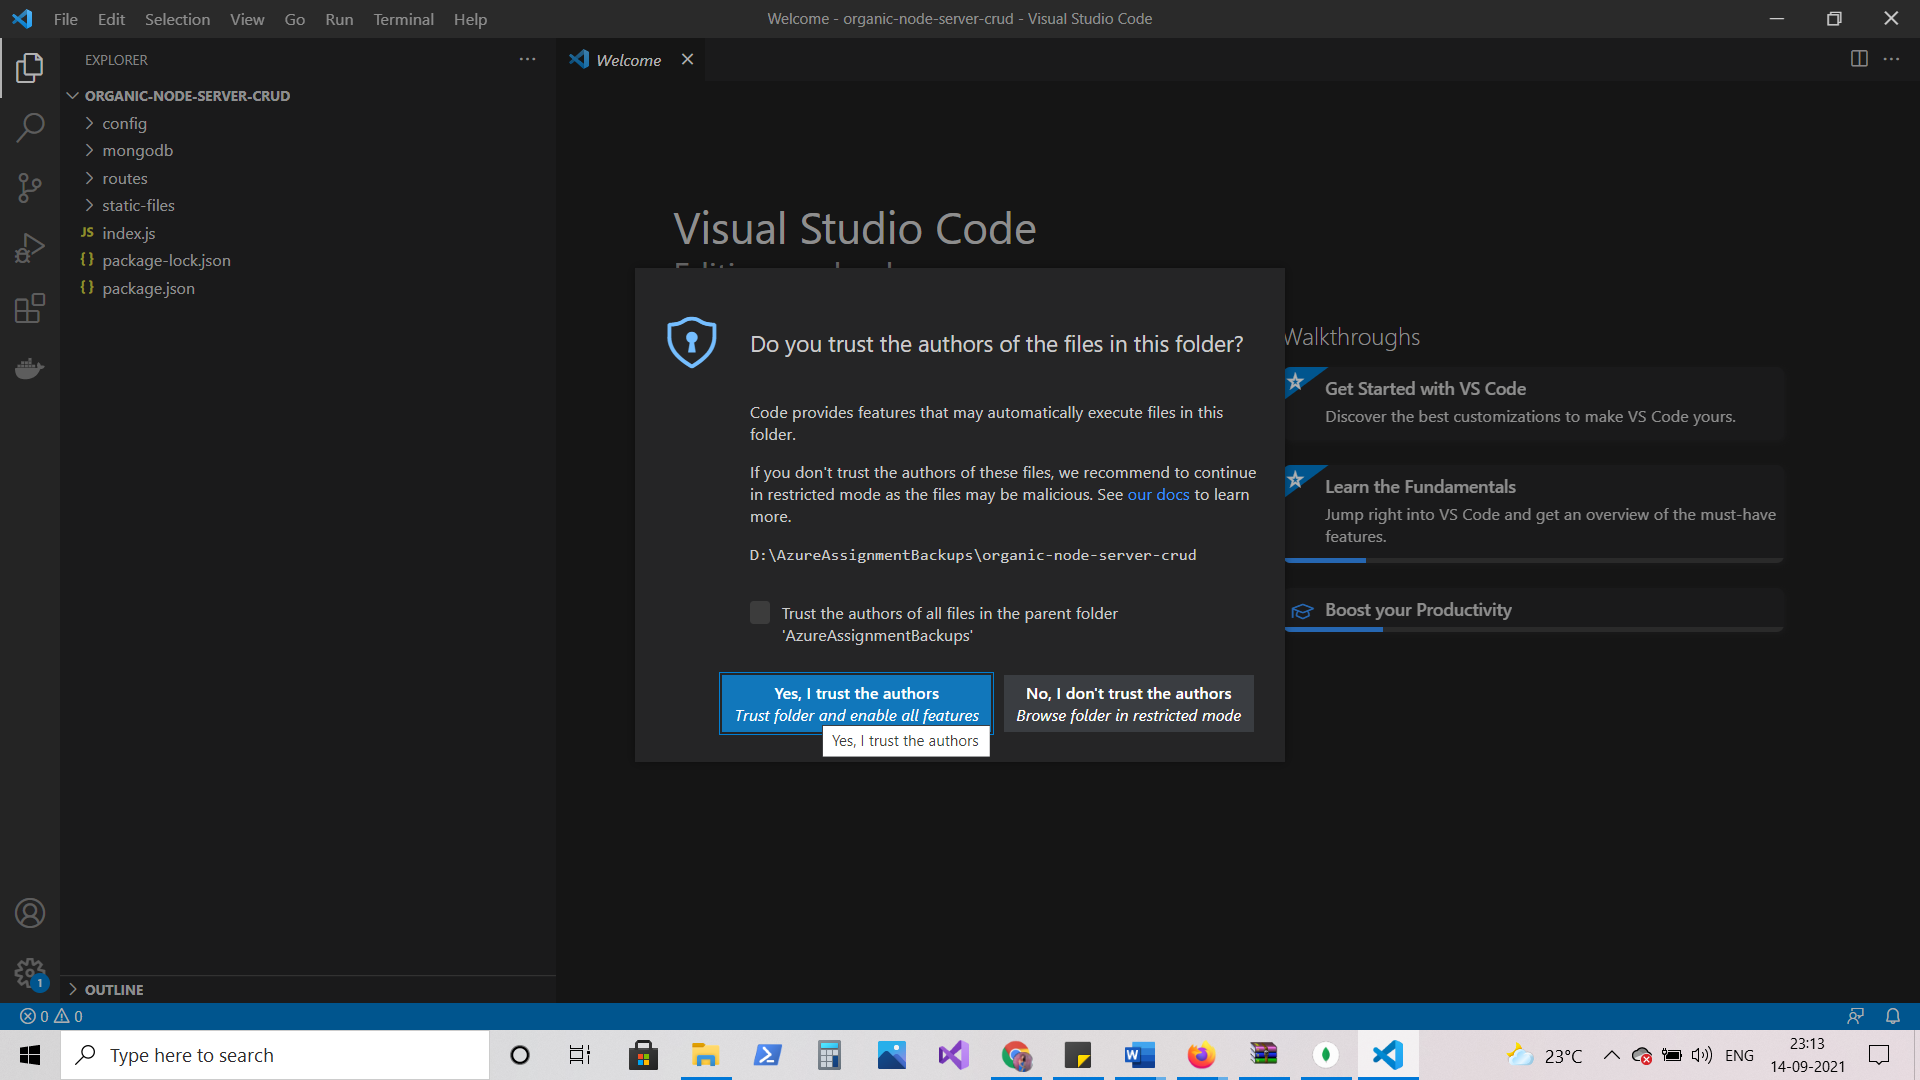 File Edit Selection View Go Run Terminal Help
Welcome - organic-node-server-crud - Visual Studio Code
EXPLORER
Welcome
ORGANIC-NODE-SERVER-CRUD
config
mongodb
routes
static-files
JS index.js
{} package-lock.json
{} package.json
Visual Studio Code
Do you trust the authors of the files in this folder?
Code provides features that may automatically execute files in this
folder.
If you don't trust the authors of these files, we recommend to continue
in restricted mode as the files may be malicious. See our docs to learn
more.
D:\AzureAssignmentBackups\organic-node-server-crud
Trust the authors of all files in the parent folder
'AzureAssignmentBackups'
Yes, I trust the authors
Trust folder and enable all features
No, I don't trust the authors
Browse folder in restricted mode
Yes, I trust the authors
Walkthroughs
Get Started with VS Code
Discover the best customizations to make VS Code yours.
Learn the Fundamentals
Jump right into VS Code and get an overview of the must-have
features.
Boost your Productivity
1
OUTLINE
0 0
Type here to search
W
23°C
ENG
23:13
14-09-2021